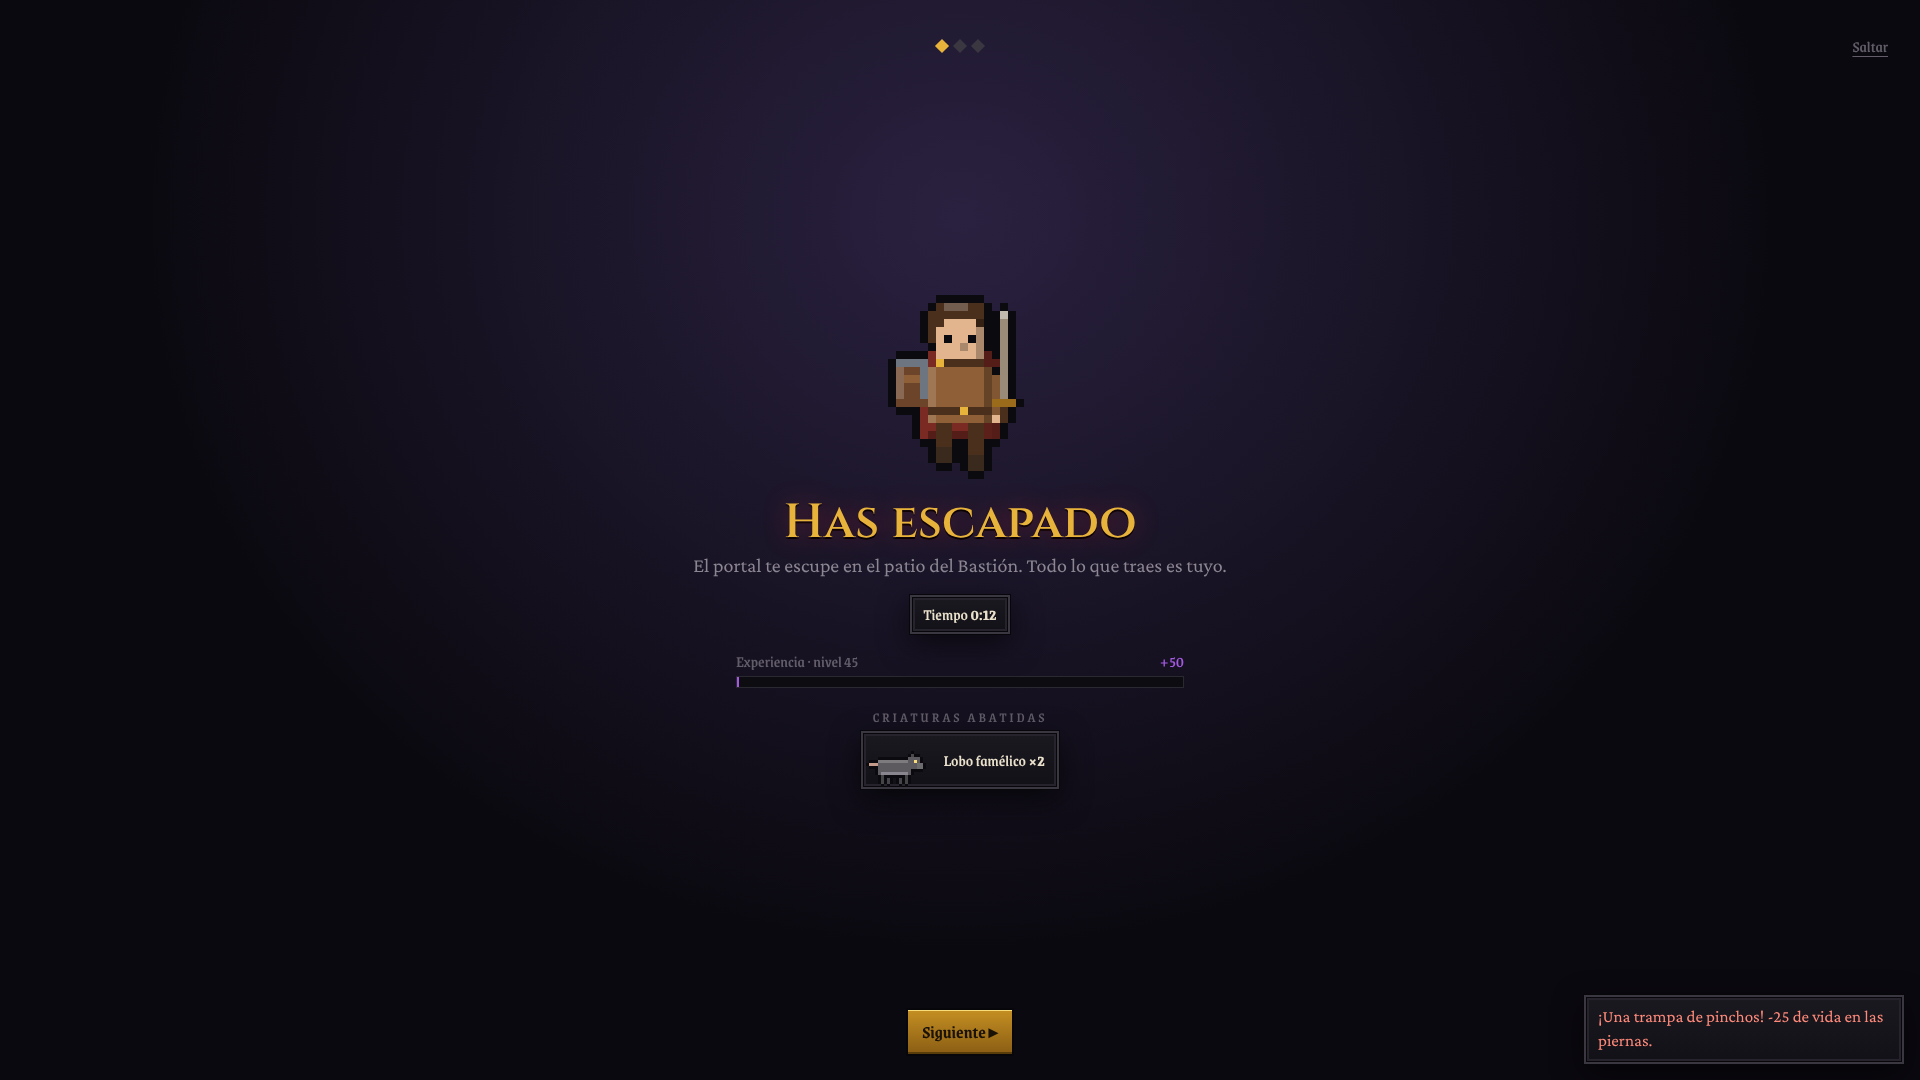 Saltar
Has escapado
El portal te escupe en el patio del Bastión. Todo lo que traes es tuyo.
Tiempo 0:12
Experiencia · nivel 45 +50
CRIATURAS ABATIDAS
Lobo famélico ×2
Siguiente ▶
¡Una trampa de pinchos! -25 de vida en las
piernas.